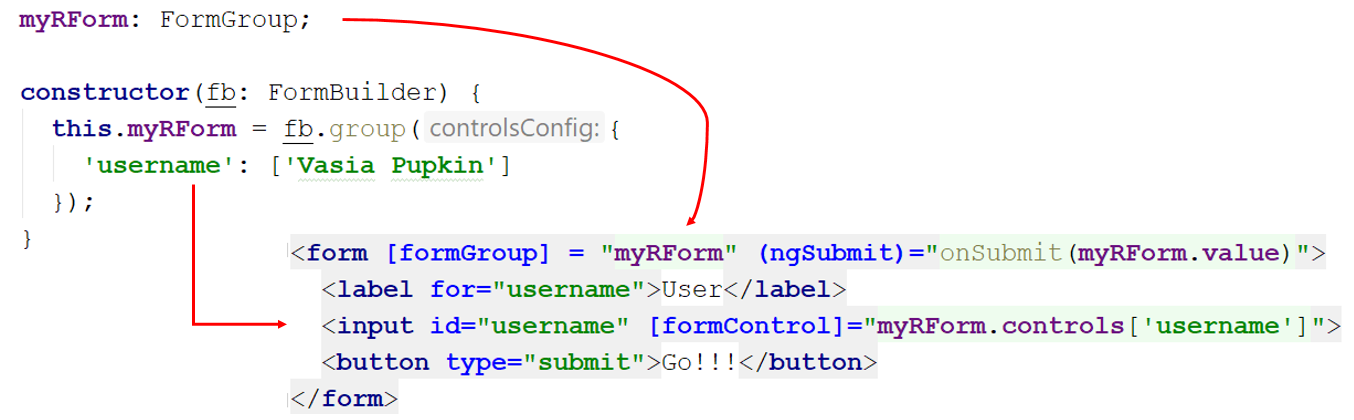 myRForm: FormGroup;
constructor(fb: FormBuilder) {
this.myRForm = fb.group( controlsConfig: {
'username': ['Vasia Pupkin']
});
}
<form [formGroup] = "myRForm" (ngSubmit)="onSubmit(myRForm.value)">
<label for="username">User</label>
<input id="username" [formControl]="myRForm.controls['username']">
<button type="submit">Go!!!</button>
</form>